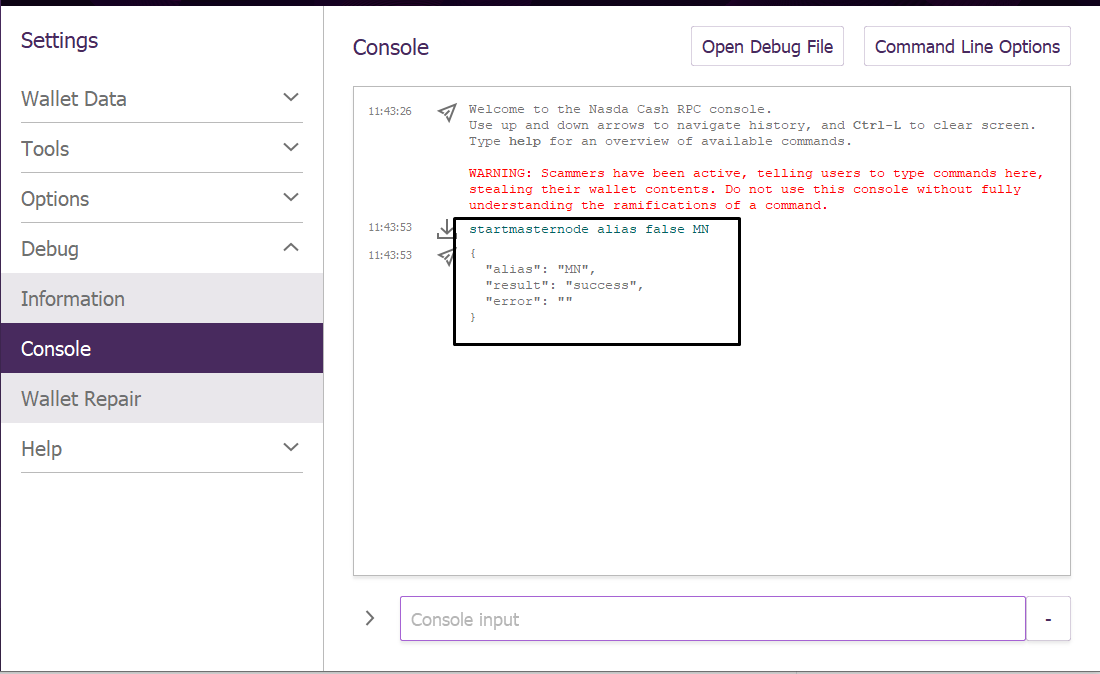 Settings
Wallet Data
Tools
Options
Debug
Information
Console
Wallet Repair
Help
Console
Open Debug File
Command Line Options
11:43:26
Welcome to the Nasda Cash RPC console.
Use up and down arrows to navigate history, and Ctrl-L to clear screen.
Type help for an overview of available commands.
WARNING: Scammers have been active, telling users to type commands here,
stealing their wallet contents. Do not use this console without fully
understanding the ramifications of a command.
11:43:53
startmasternode alias false MN
11:43:53
{
"alias": "MN",
"result": "success",
"error": ""
}
Console input
-